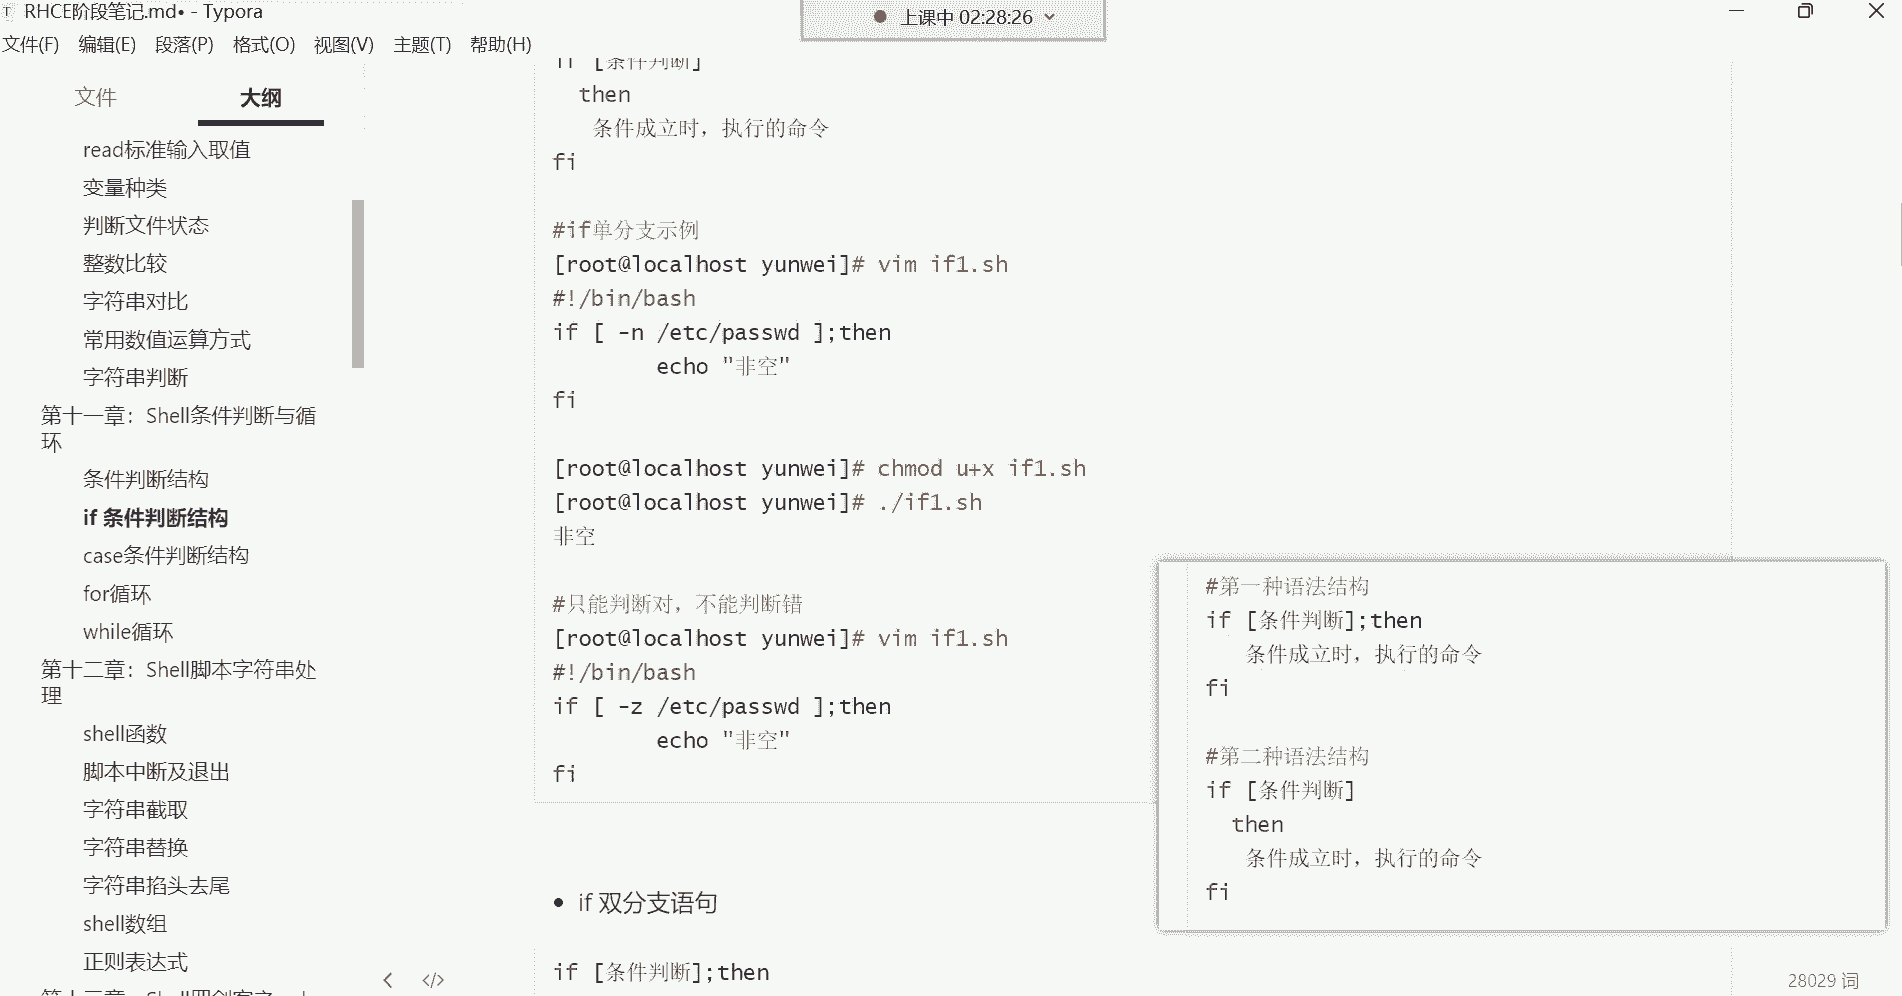 RHCE阶段笔记.md• - Typora
上课中 02:28:26
文件(F) 编辑(E) 段落(P) 格式(O) 视图(V) 主题(T) 帮助(H)
文件 大纲
read标准输入取值
变量种类
判断文件状态
整数比较
字符串对比
常用数值运算方式
字符串判断
第十一章：Shell条件判断与循
环
条件判断结构
if 条件判断结构
case条件判断结构
for循环
while循环
第十二章：Shell脚本字符串处
理
shell函数
脚本中断及退出
字符串截取
字符串替换
字符串掐头去尾
shell数组
正则表达式
if [条件判断]
then
条件成立时，执行的命令
fi
#if单分支示例
[root@localhost yunwei]# vim if1.sh
#!/bin/bash
if [ -n /etc/passwd ];then
echo "非空"
fi
[root@localhost yunwei]# chmod u+x if1.sh
[root@localhost yunwei]# ./if1.sh
非空
#只能判断对，不能判断错
[root@localhost yunwei]# vim if1.sh
#!/bin/bash
if [ -z /etc/passwd ];then
echo "非空"
fi
• if 双分支语句
if [条件判断];then
#第一种语法结构
if [条件判断];then
条件成立时，执行的命令
fi
#第二种语法结构
if [条件判断]
then
条件成立时，执行的命令
fi
28029 词